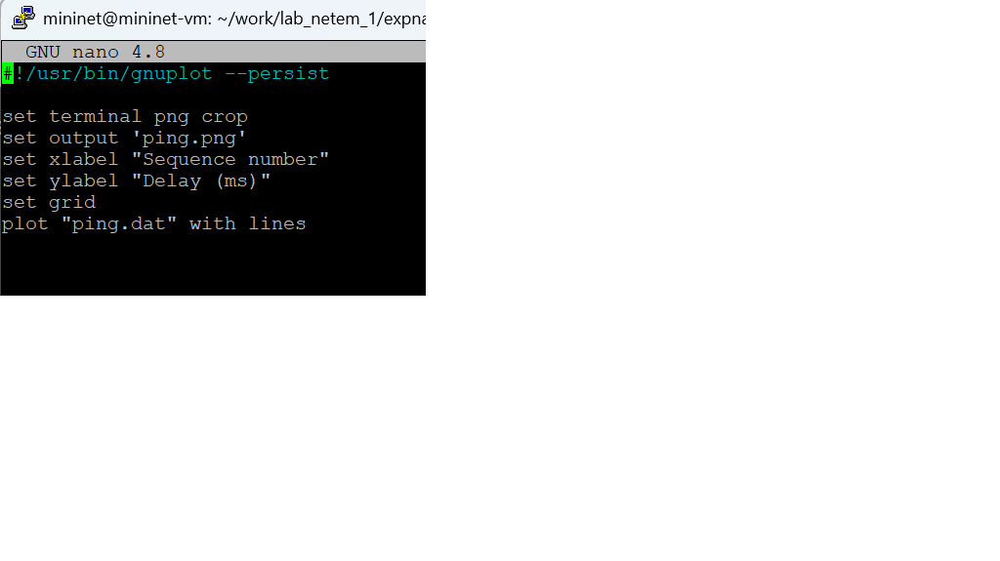 mininet@mininet-vm: ~/work/lab_netem_1/expna
GNU nano 4.8
#!/usr/bin/gnuplot --persist
set terminal png crop
set output 'ping.png'
set xlabel "Sequence number"
set ylabel "Delay (ms)"
set grid
plot "ping.dat" with lines